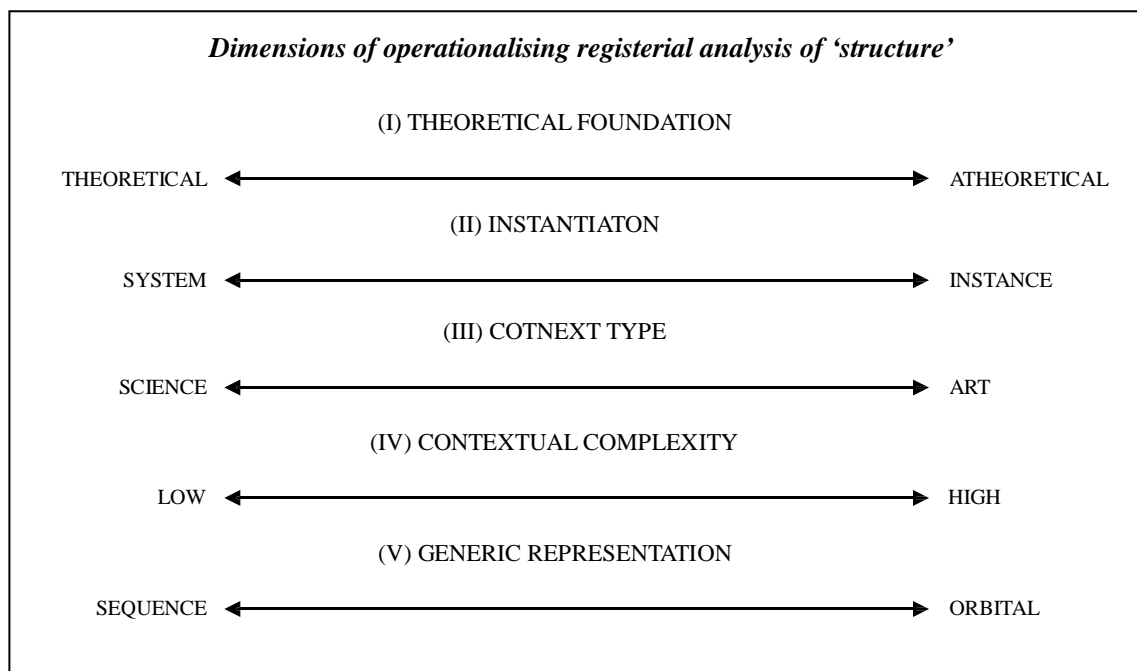 Dimensions of operationalising registerial analysis of ‘structure’
(I) THEORETICAL FOUNDATION
THEORETICAL ATHEORETICAL
(II) INSTANTIATON
SYSTEM INSTANCE
(III) COTNEXT TYPE
SCIENCE ART
(IV) CONTEXTUAL COMPLEXITY
LOW HIGH
(V) GENERIC REPRESENTATION
SEQUENCE ORBITAL